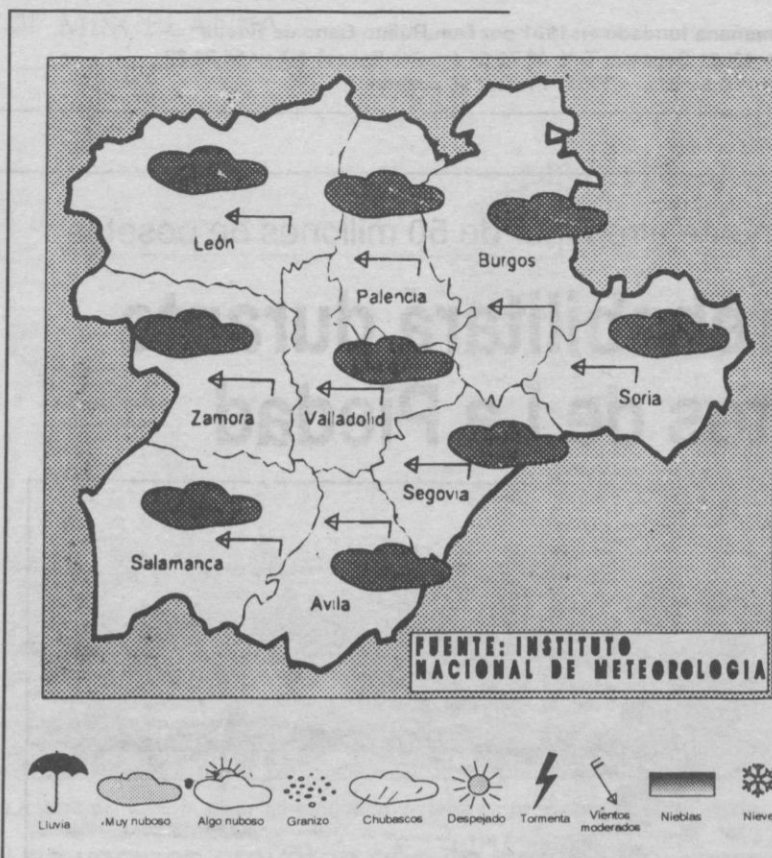 León
Burgos
Palencia
Soria
Zamora
Valladolid
Segovia
Salamanca
Avila
FUENTE: INSTITUTO
NACIONAL DE METEOROLOGIA
Lluvia
Muy nuboso
Algo nuboso
Granizo
Chubascos
Despejado
Tormenta
Vientos
moderados
Nieblas
Nieve